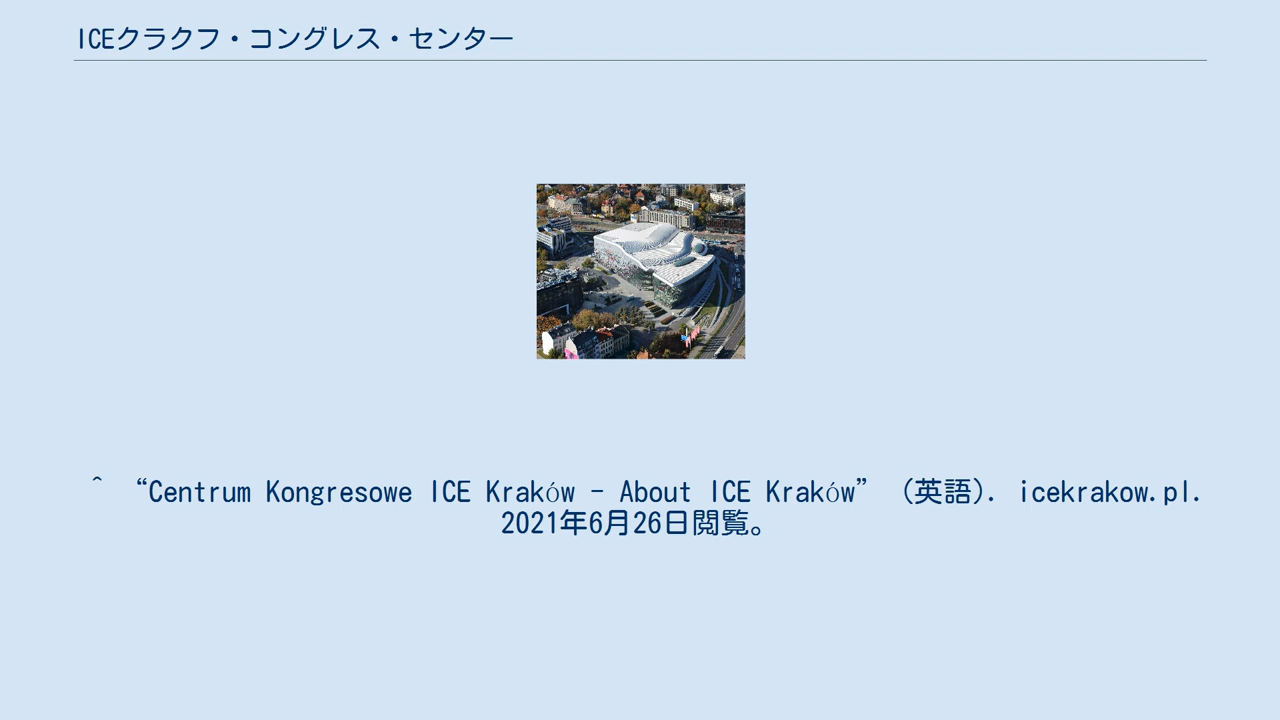 ICEクラクフ・コングレス・センター
^ “Centrum Kongresowe ICE Kraków - About ICE Kraków” (英語). icekrakow.pl.
2021年6月26日閲覧。